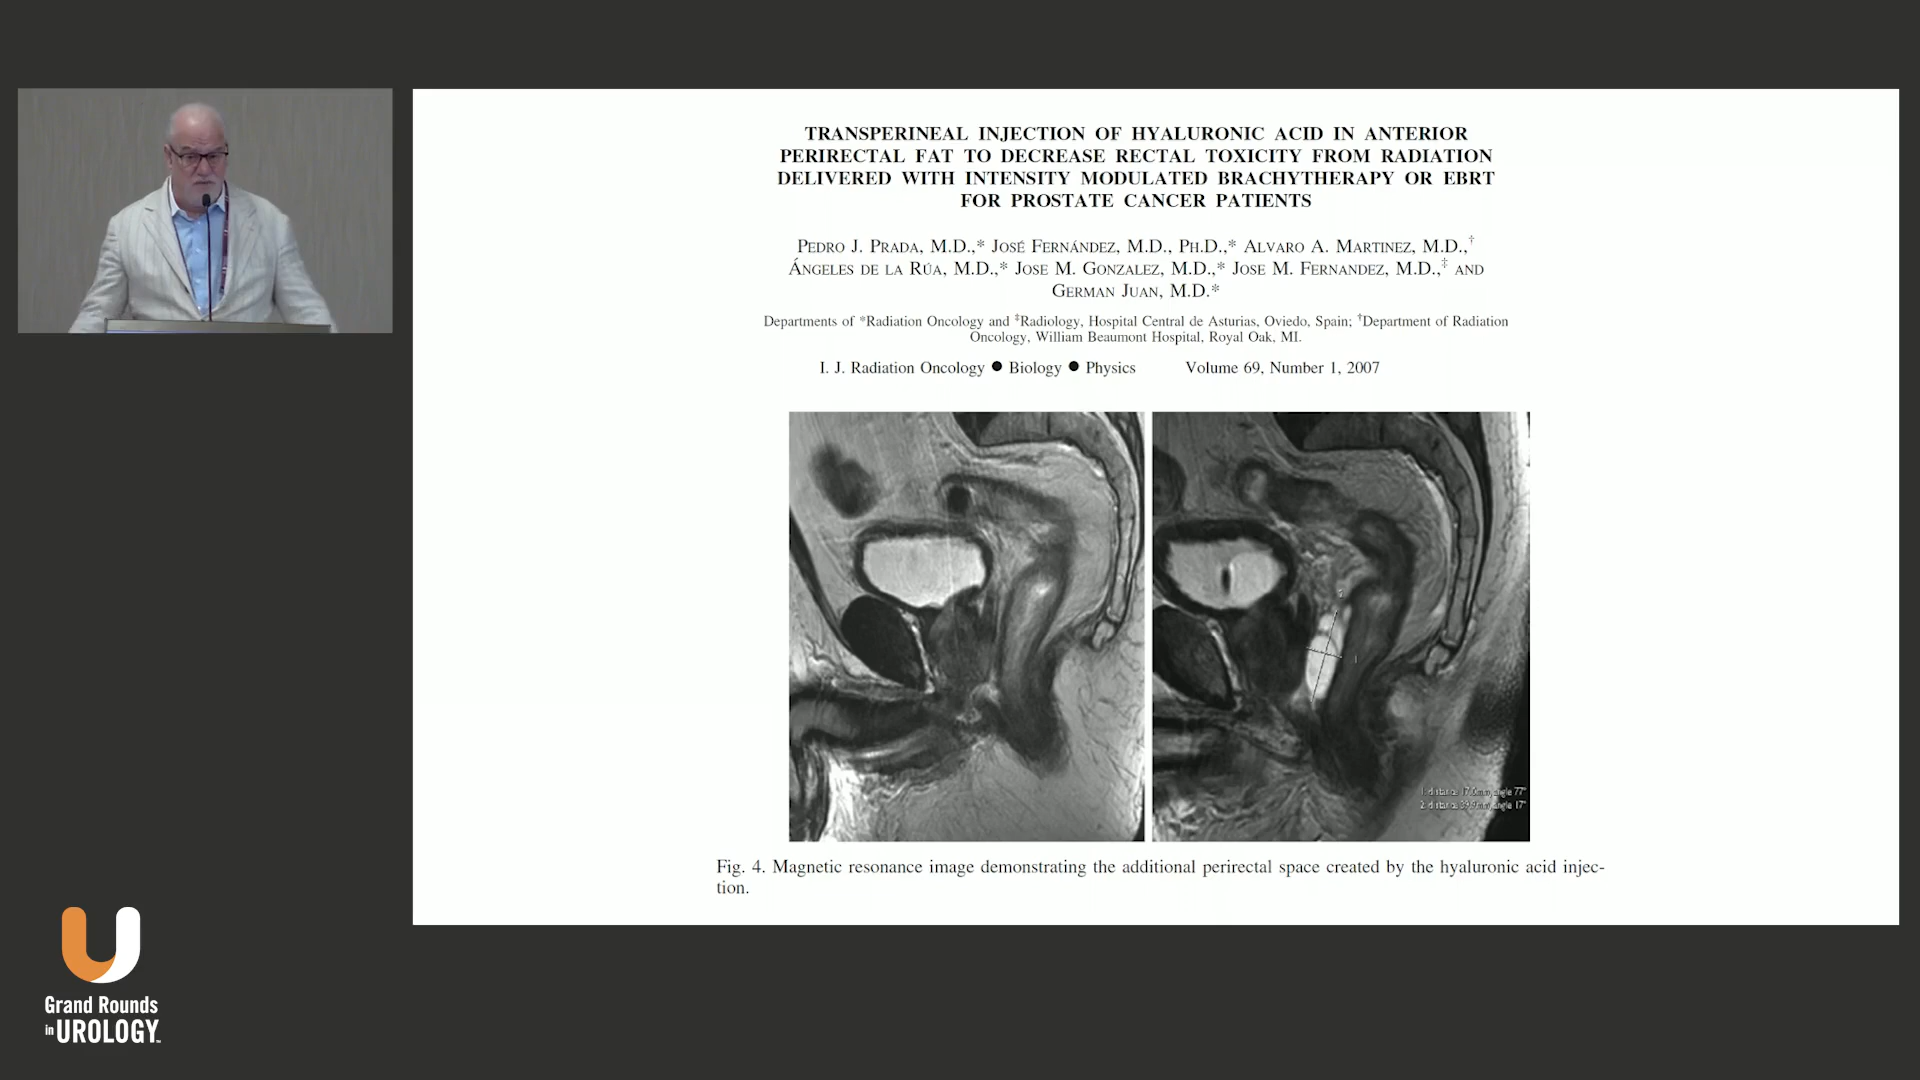 TRANSPERINEAL INJECTION OF HYALURONIC ACID IN ANTERIOR
PERIRECTAL FAT TO DECREASE RECTAL TOXICITY FROM RADIATION
DELIVERED WITH INTENSITY MODULATED BRACHYTHERAPY OR EBRT
FOR PROSTATE CANCER PATIENTS
PEDRO J. PRADA, M.D.,* JOSÉ FERNÁNDEZ, M.D., PH.D.,* ALVARO A. MARTINEZ, M.D.,†
ÁNGELES DE LA RÚA, M.D.,* JOSE M. GONZALEZ, M.D.,* JOSE M. FERNANDEZ, M.D.,‡ AND
GERMAN JUAN, M.D.*
Departments of *Radiation Oncology and ‡Radiology, Hospital Central de Asturias, Oviedo, Spain; †Department of Radiation
Oncology, William Beaumont Hospital, Royal Oak, MI.
I. J. Radiation Oncology ● Biology ● Physics Volume 69, Number 1, 2007
Fig. 4. Magnetic resonance image demonstrating the additional perirectal space created by the hyaluronic acid injec-
tion.
Grand Rounds
in UROLOGY™